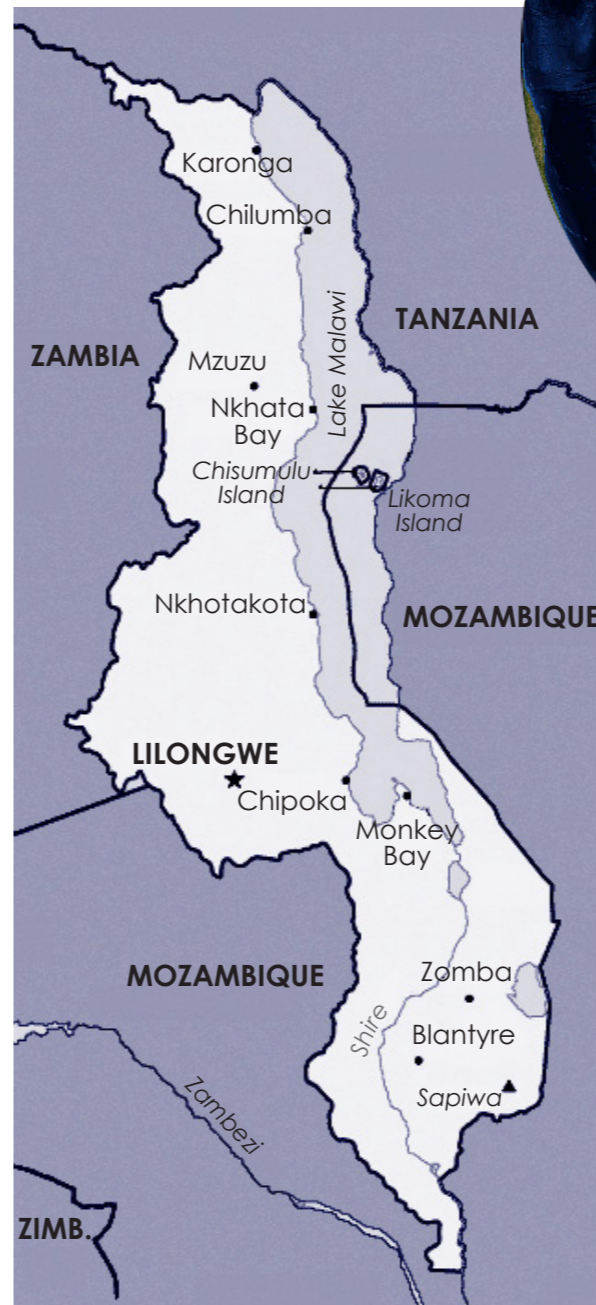 Karonga
Chilumba
TANZANIA
Lake Malawi
ZAMBIA
Mzuzu
Nkhata
Bay
Chisumulu
Island
Likoma
Island
Nkhotakota
MOZAMBIQUE
LILONGWE
Chipoka
Monkey
Bay
MOZAMBIQUE
Zomba
Shire
Blantyre
Sapiwa
Zambezi
ZIMB.